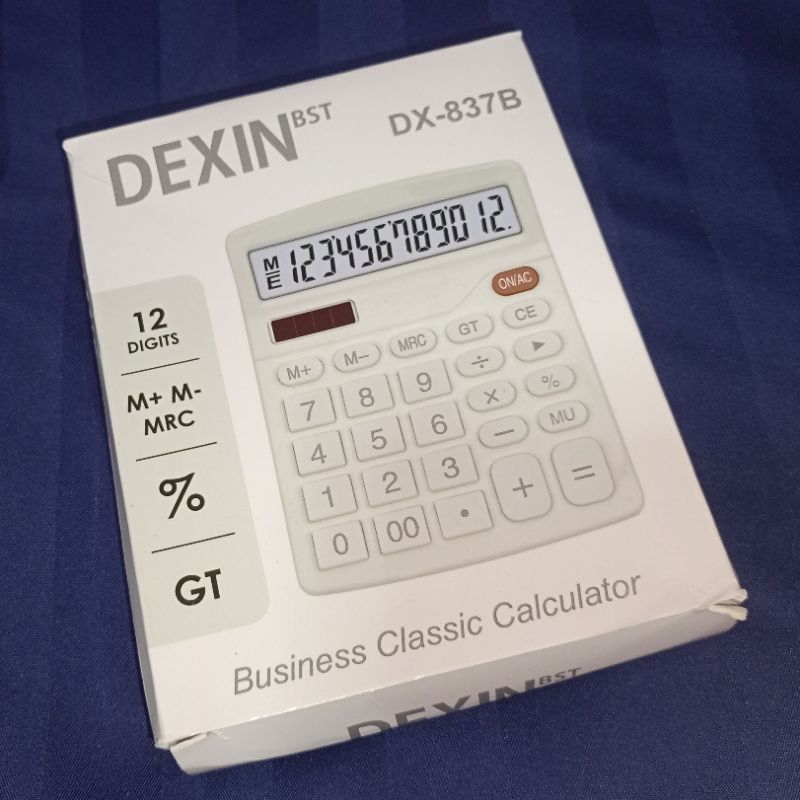 DEXIN BST
DX-837B
M
E
123456789012.
ON/AC
12
DIGITS
M+ M-
MRC
%
GT
M+ M− MRC GT CE
7 8 9 ÷ ▶
4 5 6 × %
1 2 3 − MU
0 00 · + =
Business Classic Calculator
DEXIN BST